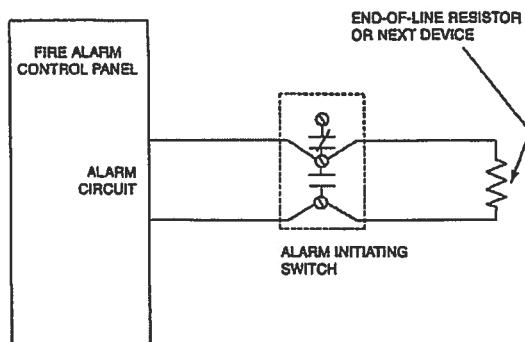 END-OF-LINE RESISTOR
OR NEXT DEVICE
FIRE ALARM
CONTROL PANEL
ALARM
CIRCUIT
ALARM INITIATING
SWITCH